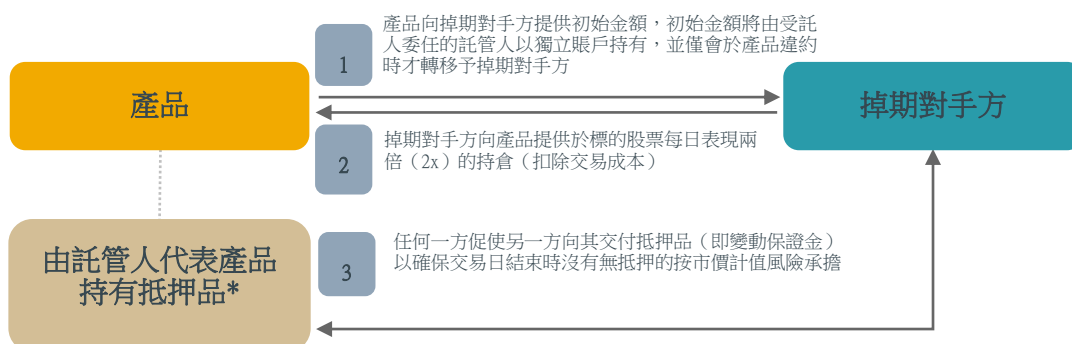 產品向掉期對手方提供初始金額，初始金額將由受託
人委任的託管人以獨立賬戶持有，並僅會於產品違約
時才轉移予掉期對手方
1
產品
掉期對手方
掉期對手方向產品提供於標的股票每日表現兩
倍（2x）的持倉（扣除交易成本）
2
任何一方促使另一方向其交付抵押品（即變動保證金）
以確保交易日結束時沒有無抵押的按市價計值風險承擔
3
由託管人代表產品
持有抵押品*